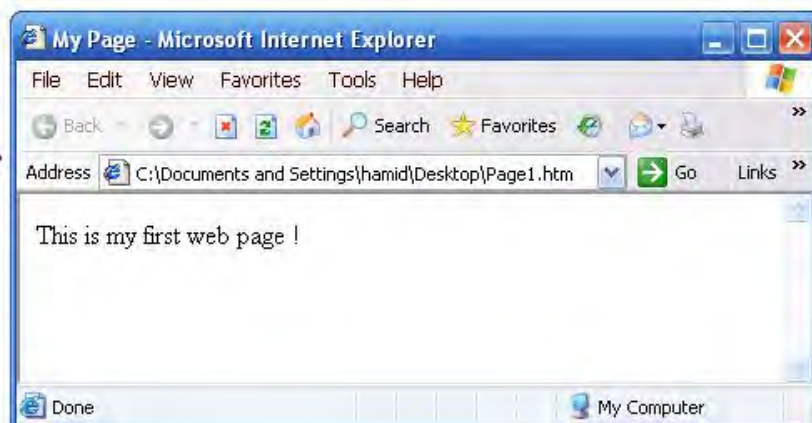 My Page - Microsoft Internet Explorer
File Edit View Favorites Tools Help
Back Search Favorites »
Address C:\Documents and Settings\hamid\Desktop\Page1.htm Go Links »
This is my first web page !
Done My Computer